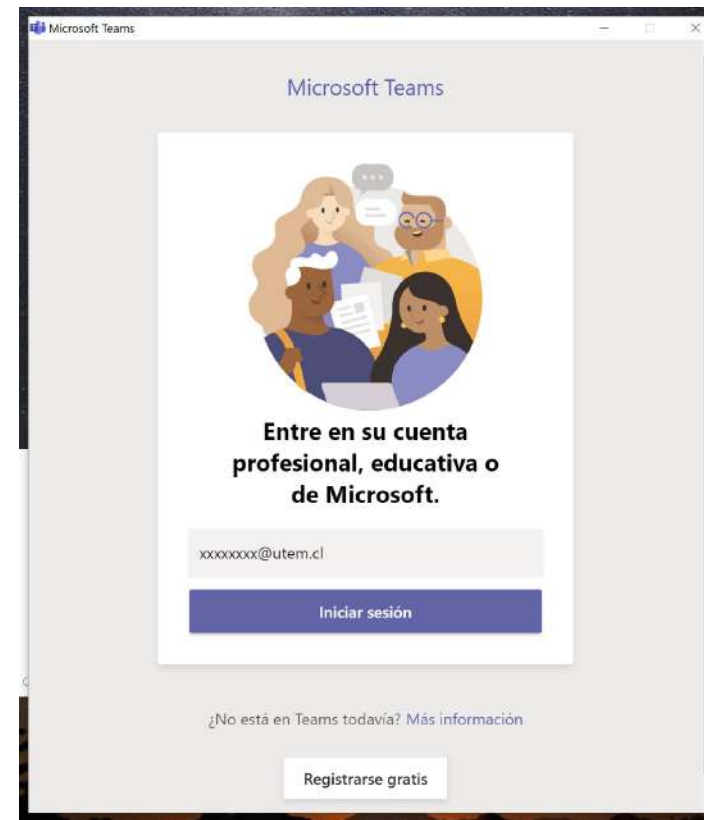 Microsoft Teams
Microsoft Teams
Entre en su cuenta
profesional, educativa o
de Microsoft.
xxxxxxxx@utem.cl
Iniciar sesión
¿No está en Teams todavía? Más información
Registrarse gratis